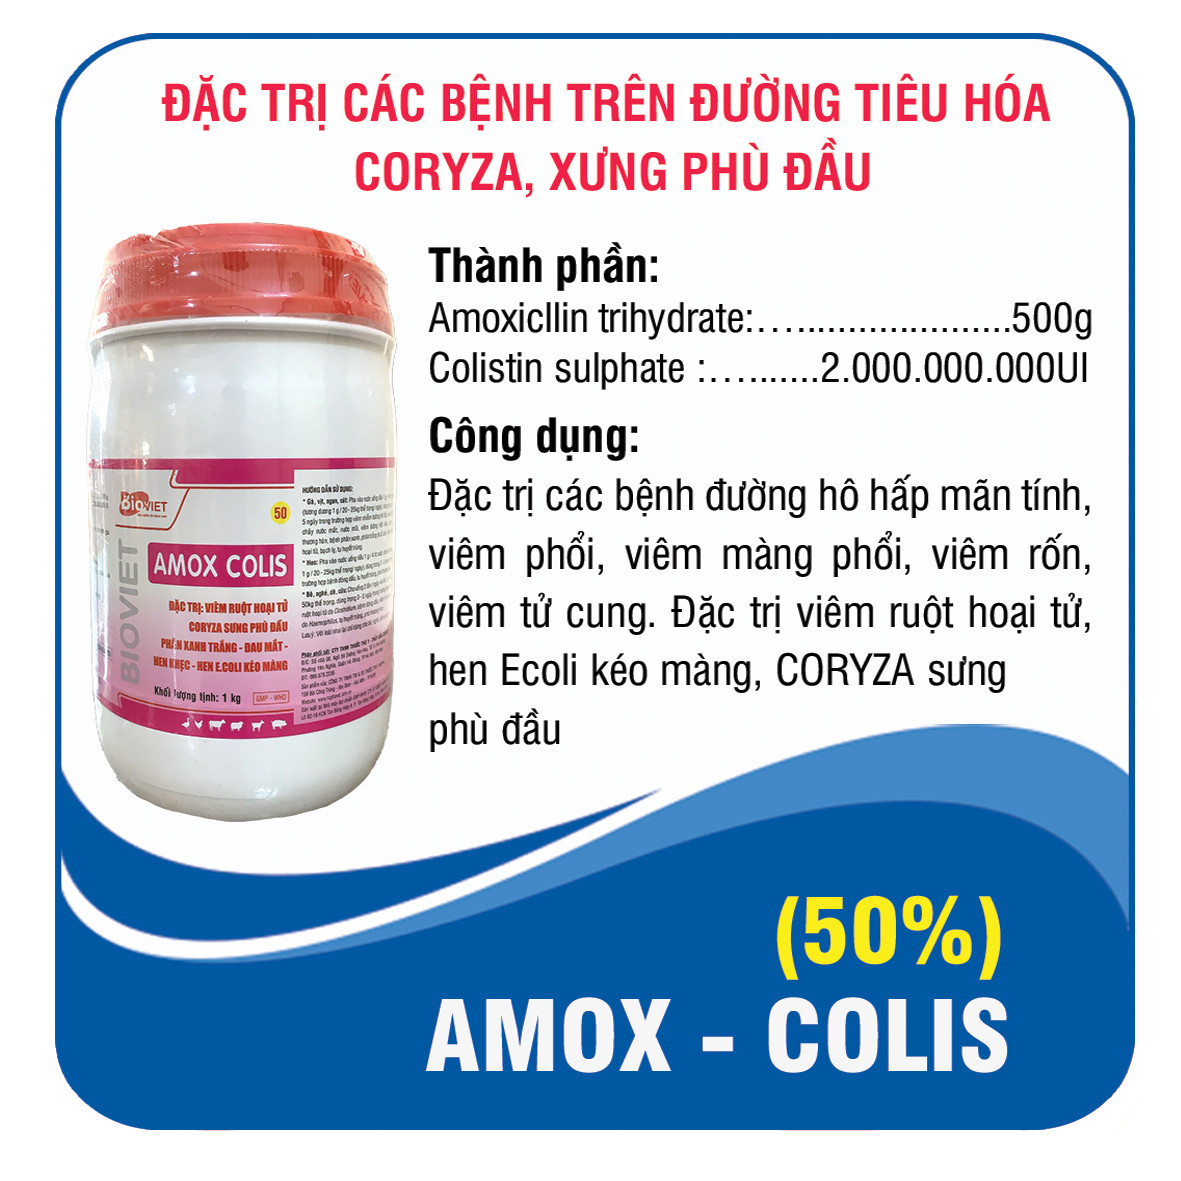 ĐẶC TRỊ CÁC BỆNH TRÊN ĐƯỜNG TIÊU HÓA
CORYZA, XƯNG PHÙ ĐẦU
Thành phần:
Amoxicllin trihydrate:…......................500g
Colistin sulphate :….......2.000.000.000UI
Công dụng:
Đặc trị các bệnh đường hô hấp mãn tính,
viêm phổi, viêm màng phổi, viêm rốn,
viêm tử cung. Đặc trị viêm ruột hoại tử,
hen Ecoli kéo màng, CORYZA sưng
phù đầu
BioVIET
BIOVIET
50
AMOX COLIS
ĐẶC TRỊ: VIÊM RUỘT HOẠI TỬ
CORYZA SƯNG PHÙ ĐẦU
PHÂN XANH TRẮNG - ĐAU MẮT -
HEN KHẸC - HEN E.COLI KÉO MÀNG
Khối lượng tịnh: 1 kg
GMP - WHO
HƯỚNG DẪN SỬ DỤNG:
(50%)
AMOX - COLIS